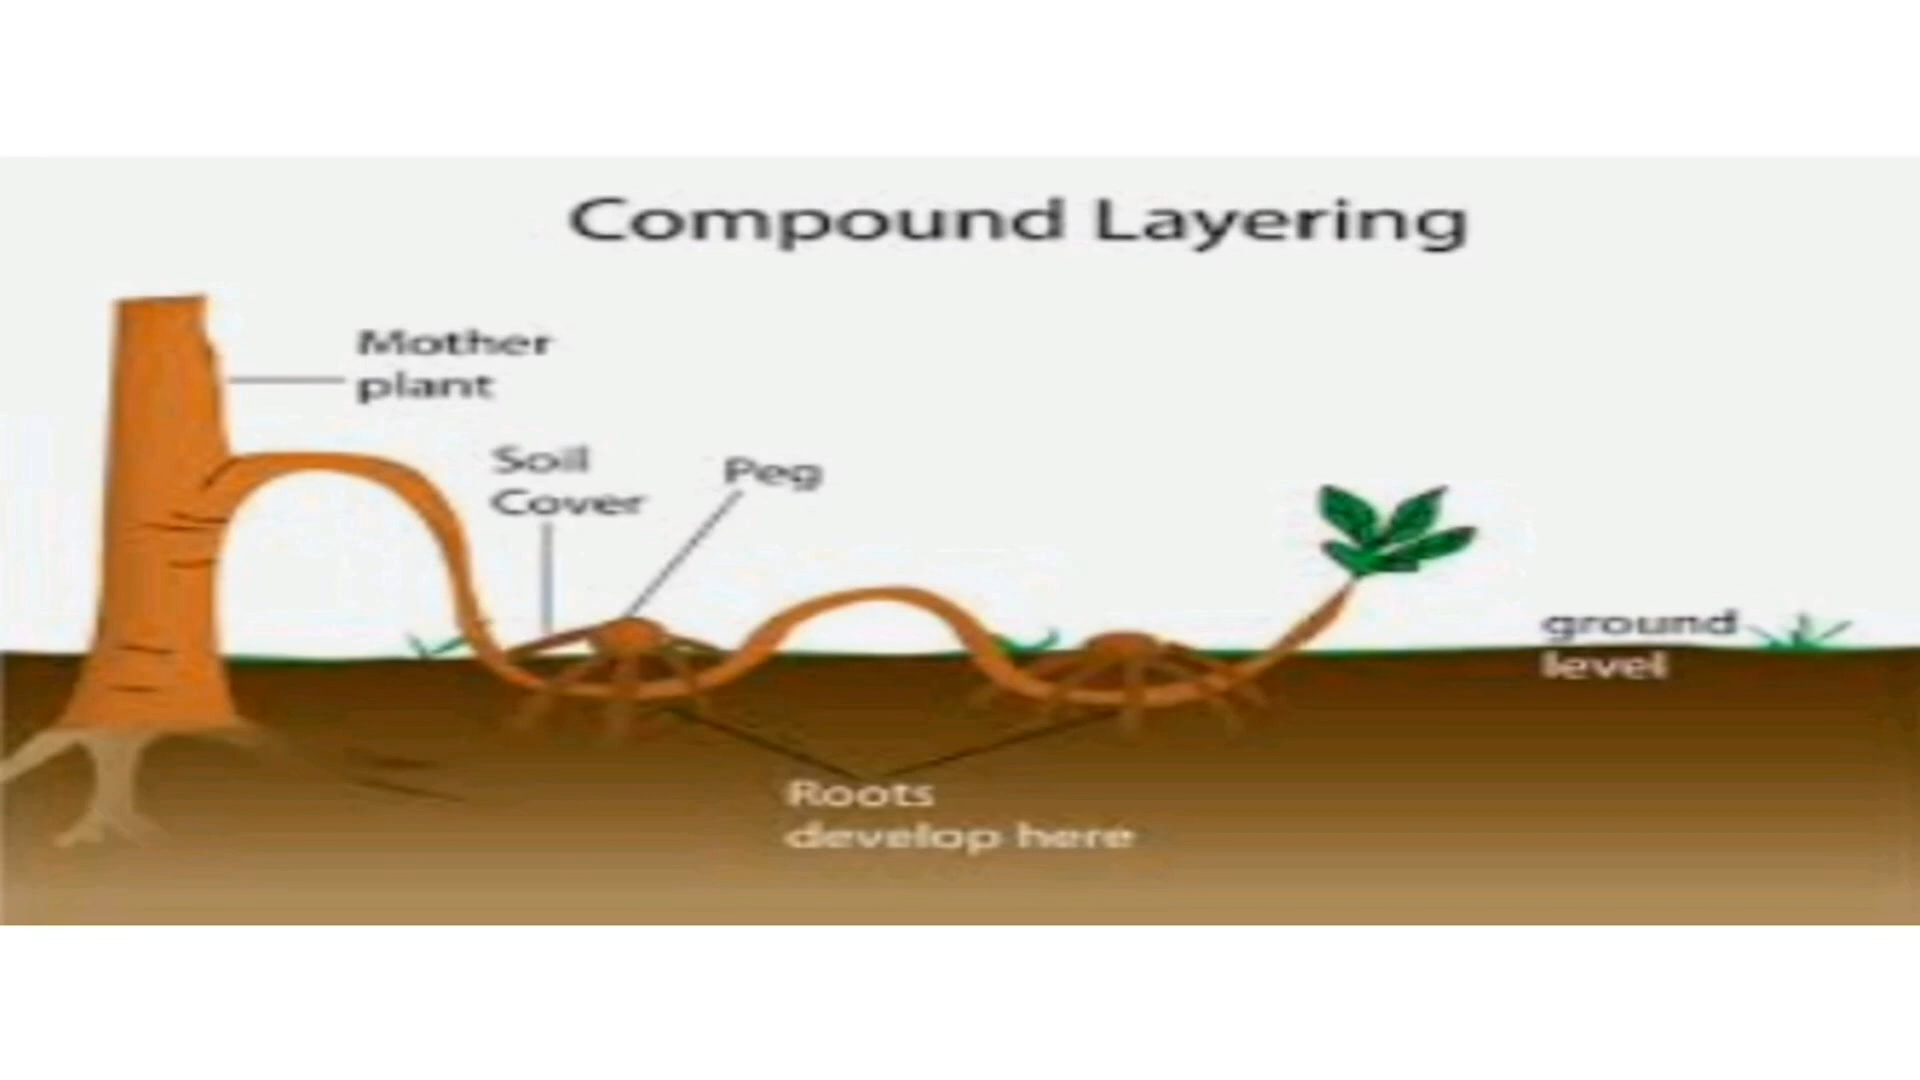 Compound Layering
Mother
plant
Soil
Cover
Peg
ground
level
Roots
develop here